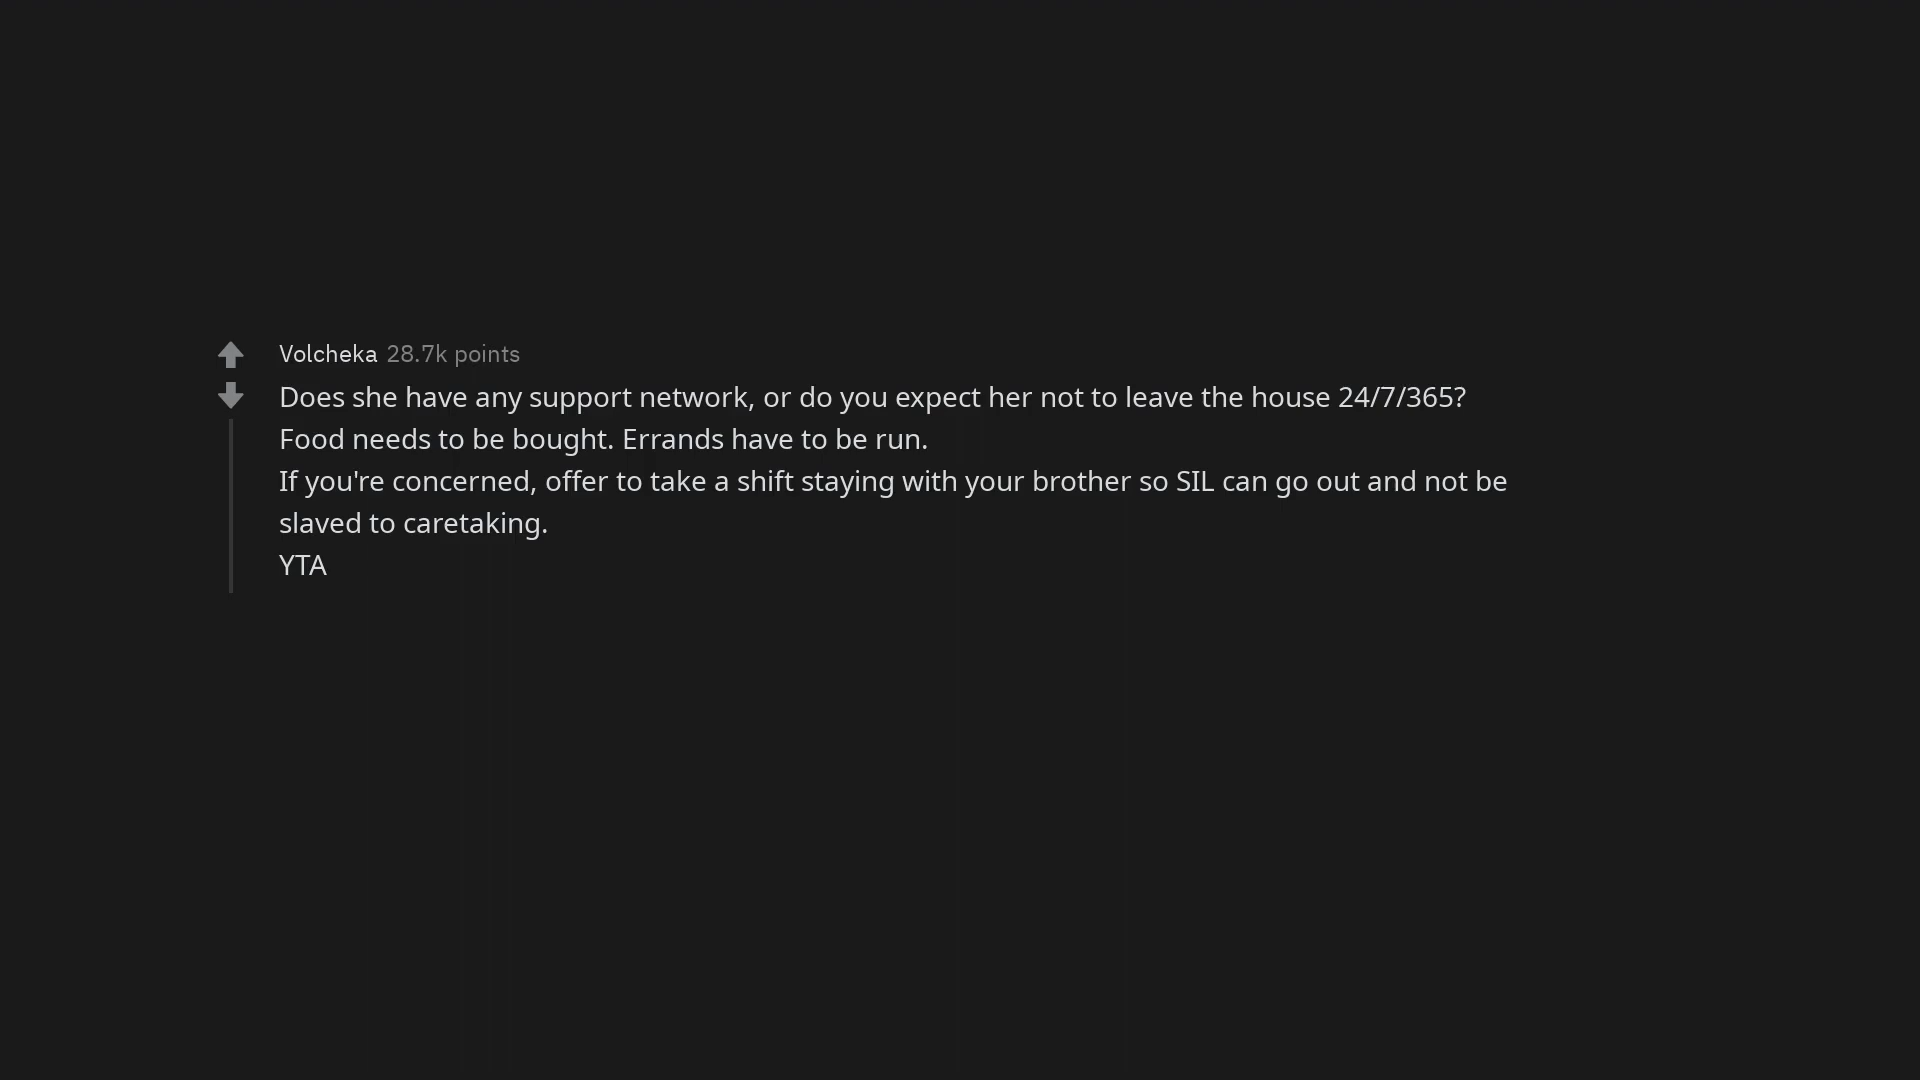 Volcheka 28.7k points
Does she have any support network, or do you expect her not to leave the house 24/7/365?
Food needs to be bought. Errands have to be run.
If you're concerned, offer to take a shift staying with your brother so SIL can go out and not be
slaved to caretaking.
YTA